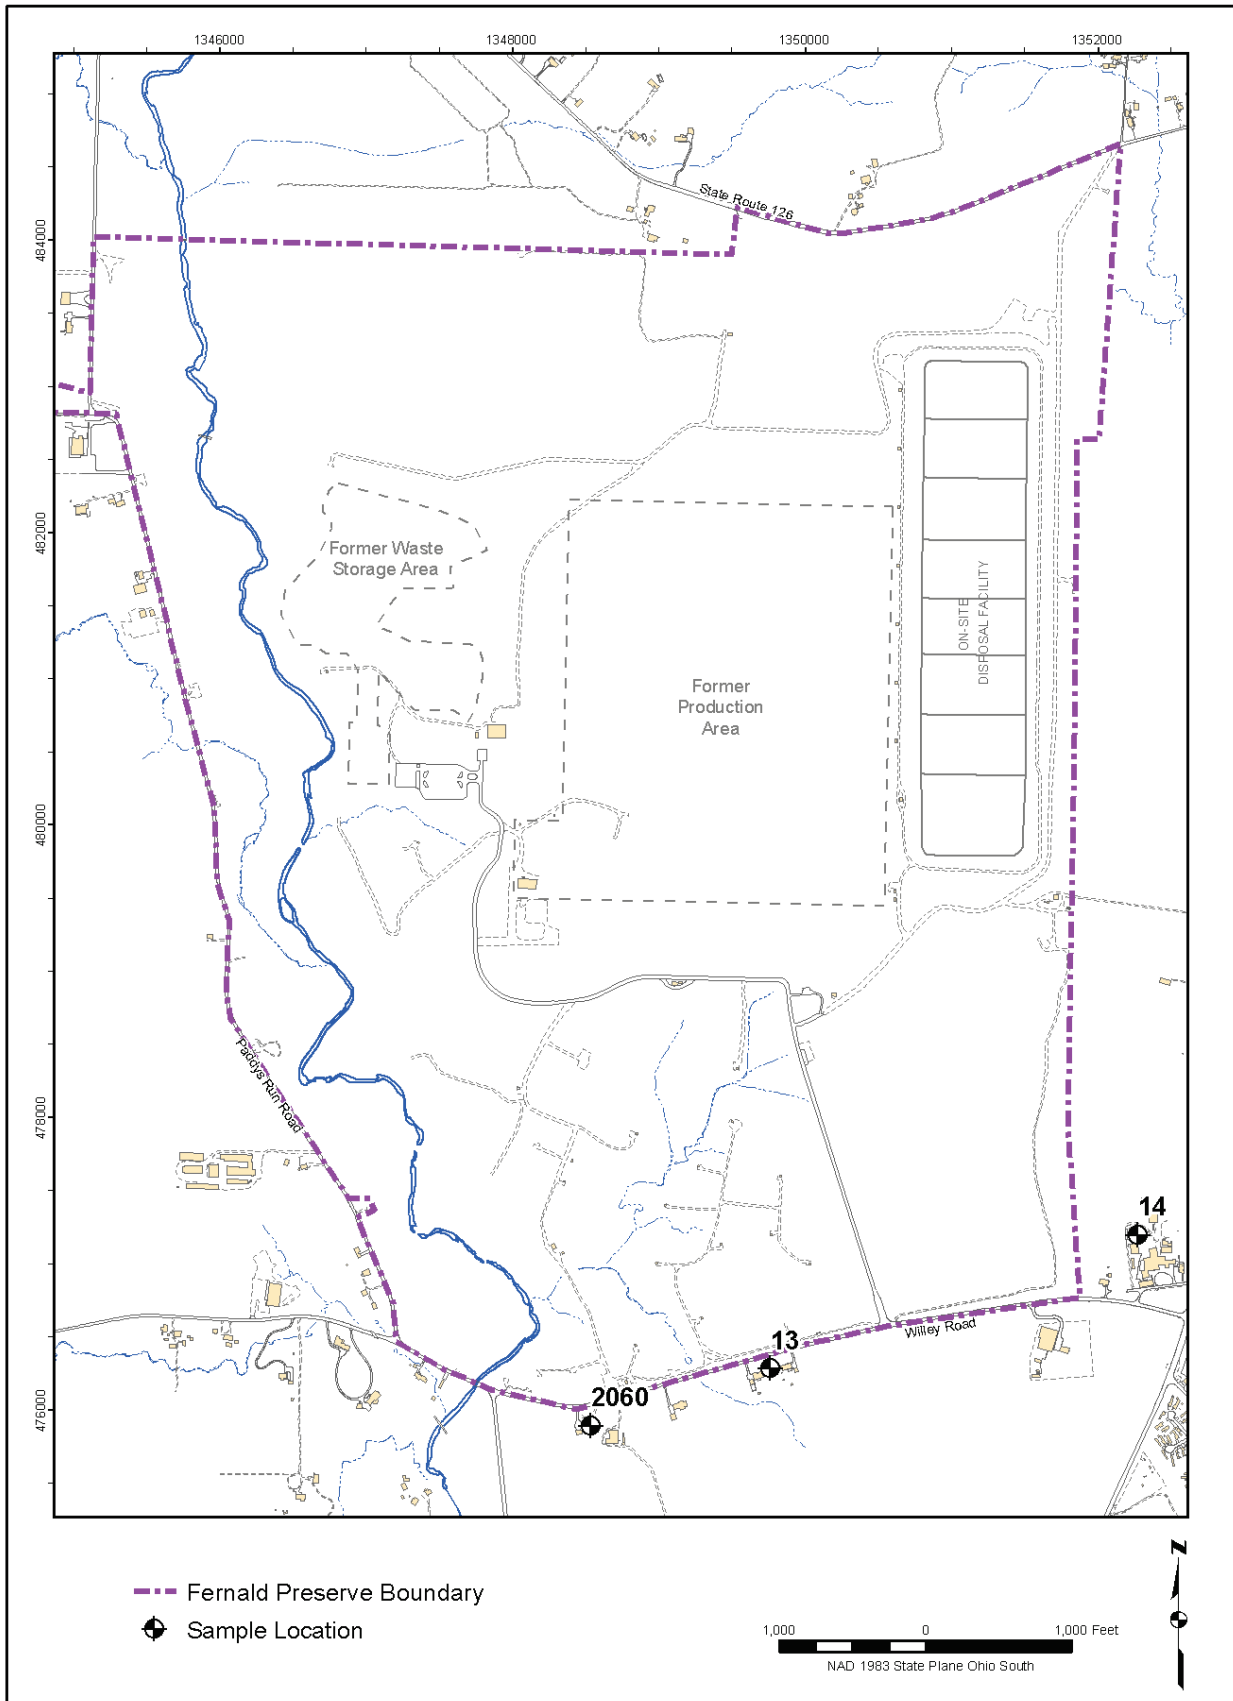 1346000
1348000
1350000
1352000
484000
482000
480000
478000
476000
State Route 126
Former Waste
Storage Area
Former
Production
Area
ON-SITE
DISPOSAL FACILITY
Paddys Run Road
14
13
Willey Road
2060
Fernald Preserve Boundary
Sample Location
1,000
0
1,000 Feet
NAD 1983 State Plane Ohio South
N